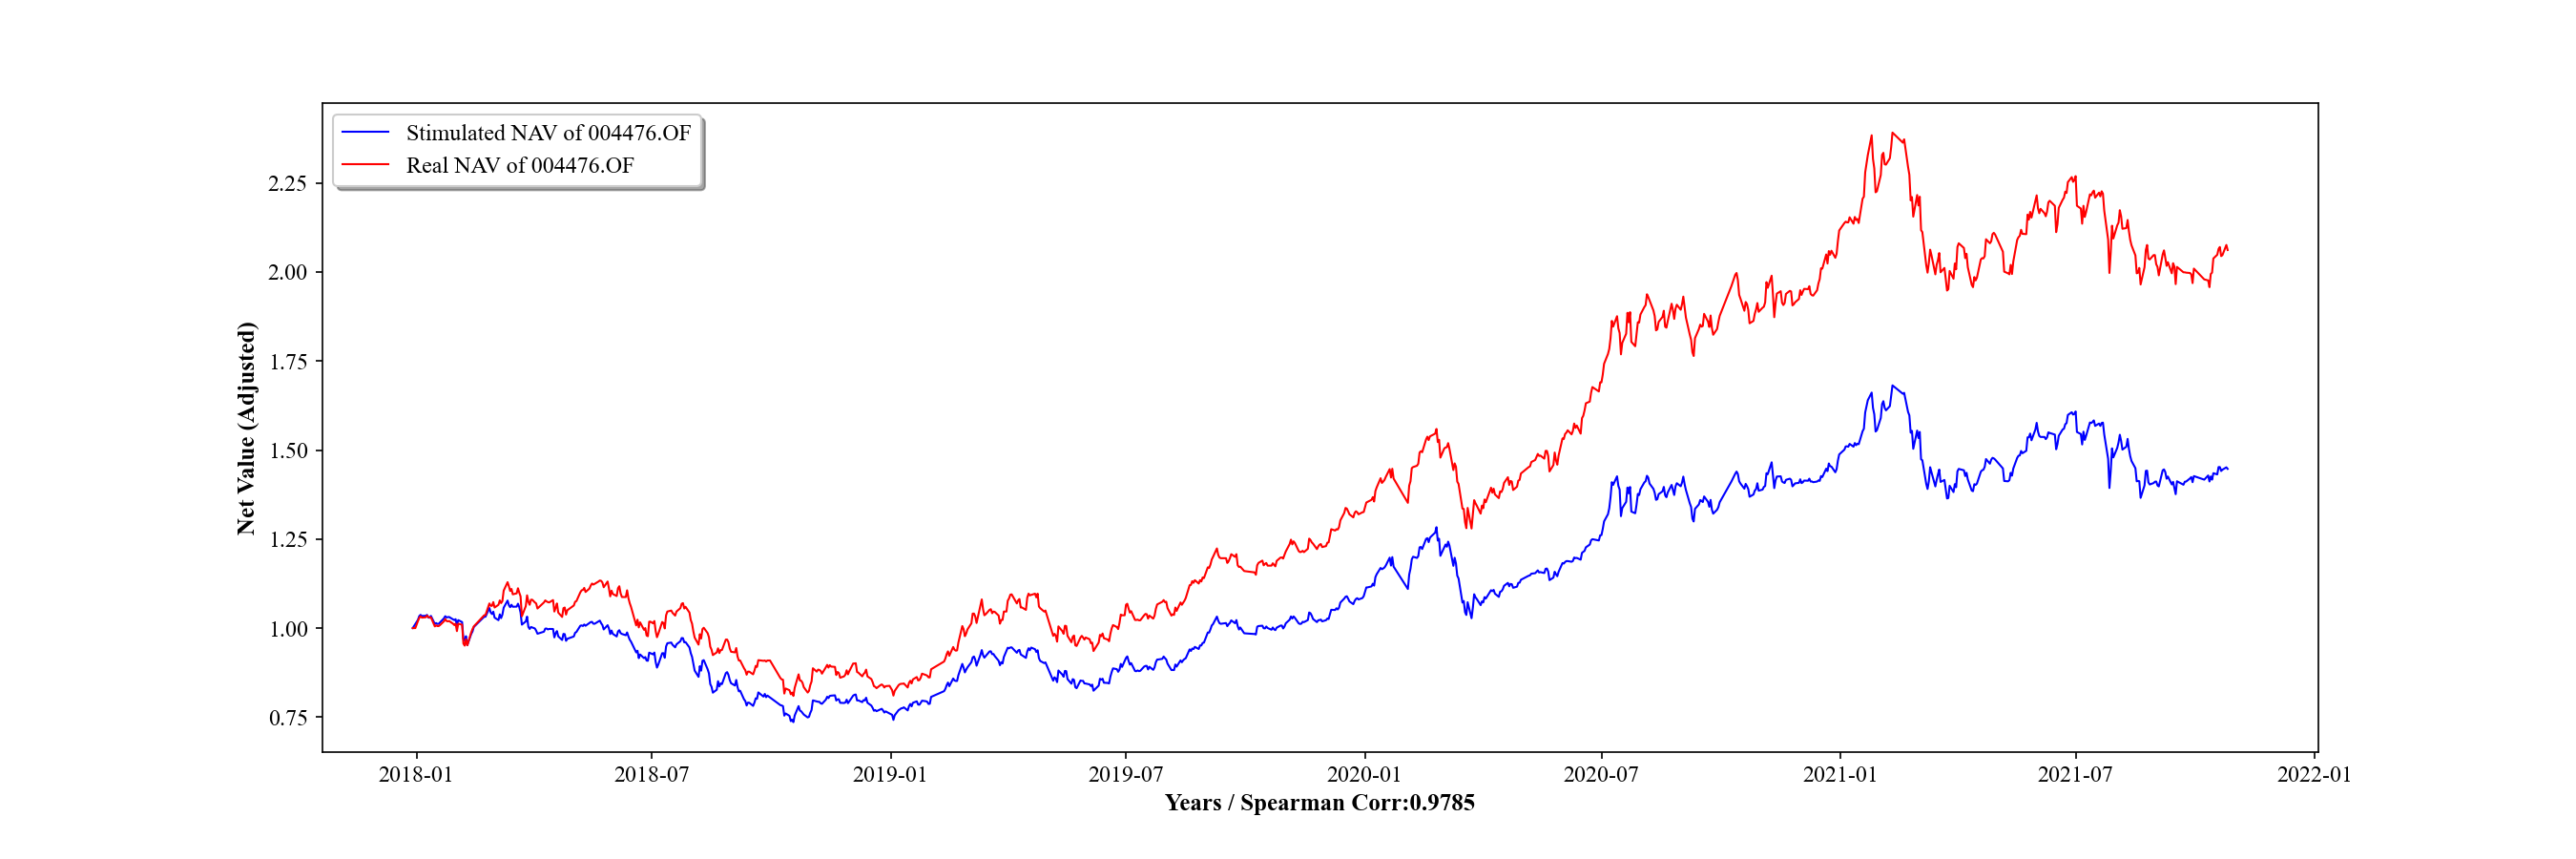 Stimulated NAV of 004476.OF
Real NAV of 004476.OF
Net Value (Adjusted)
2.25
2.00
1.75
1.50
1.25
1.00
0.75
2018-01 2018-07 2019-01 2019-07 2020-01 2020-07 2021-01 2021-07 2022-01
Years / Spearman Corr:0.9785